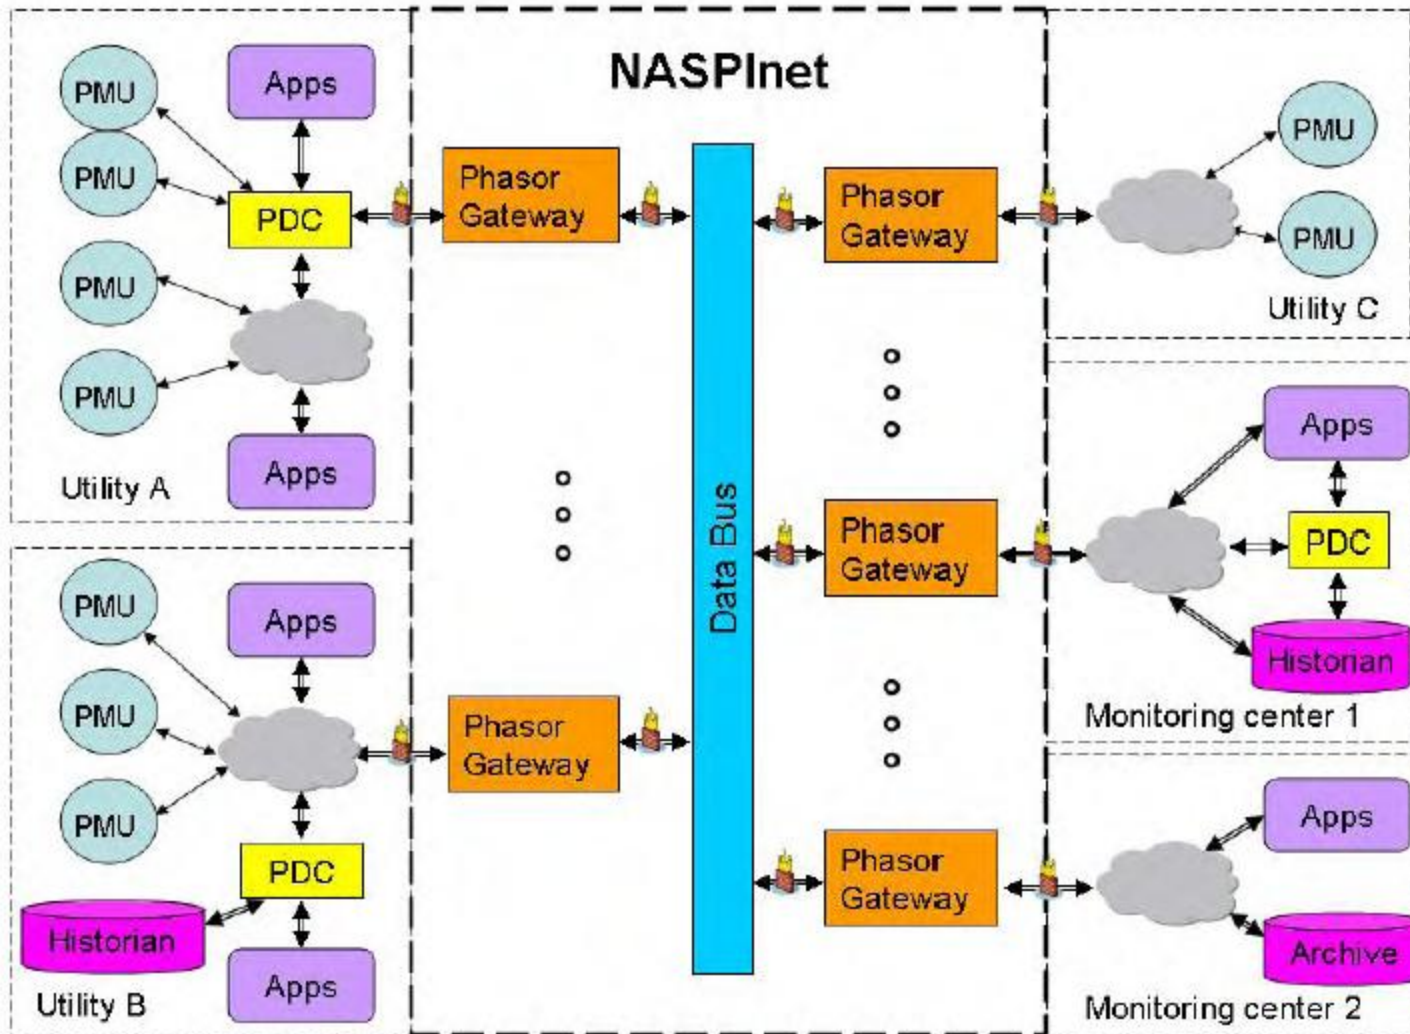 NASPInet
PMU
Apps
PMU
PDC
PMU
PMU
Apps
Utility A
PMU
Apps
PMU
PMU
PDC
Historian
Apps
Utility B
Phasor
Gateway
Phasor
Gateway
Data Bus
Phasor
Gateway
Phasor
Gateway
Phasor
Gateway
PMU
PMU
Utility C
Apps
PDC
Historian
Monitoring center 1
Apps
Archive
Monitoring center 2